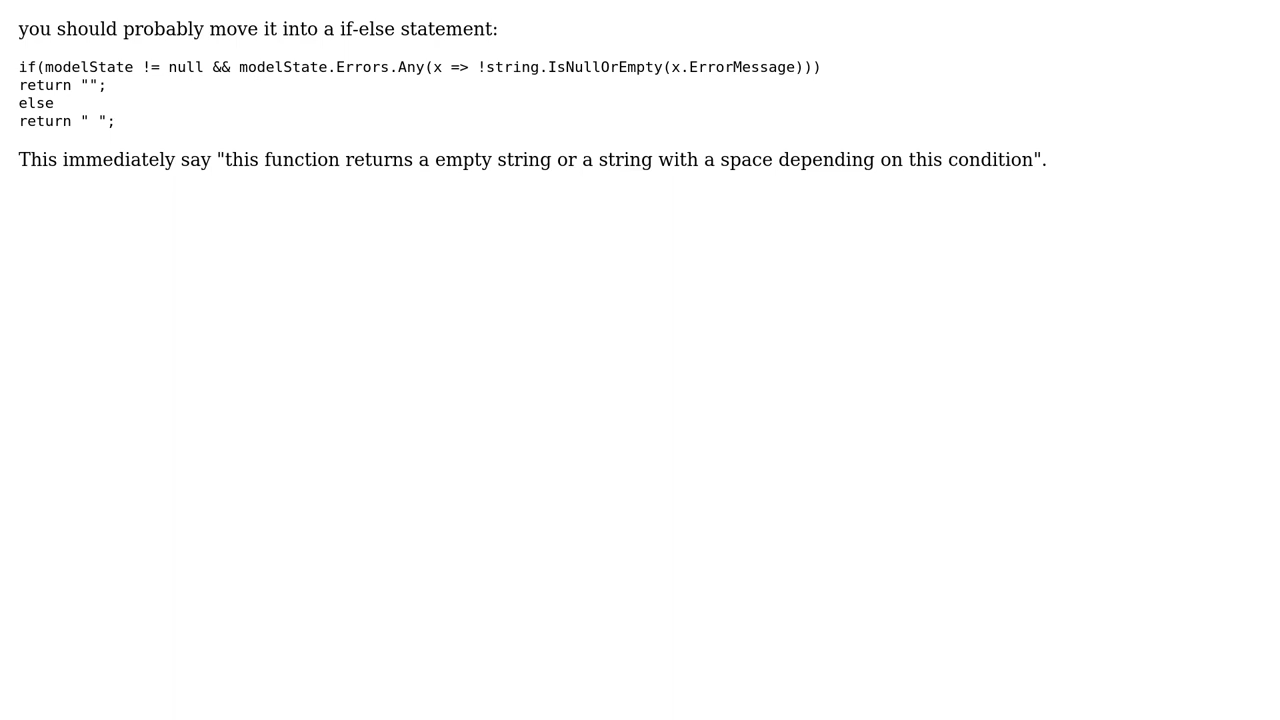 you should probably move it into a if-else statement:
if(modelState != null && modelState.Errors.Any(x => !string.IsNullOrEmpty(x.ErrorMessage)))
return "";
else
return " ";
This immediately say "this function returns a empty string or a string with a space depending on this condition".